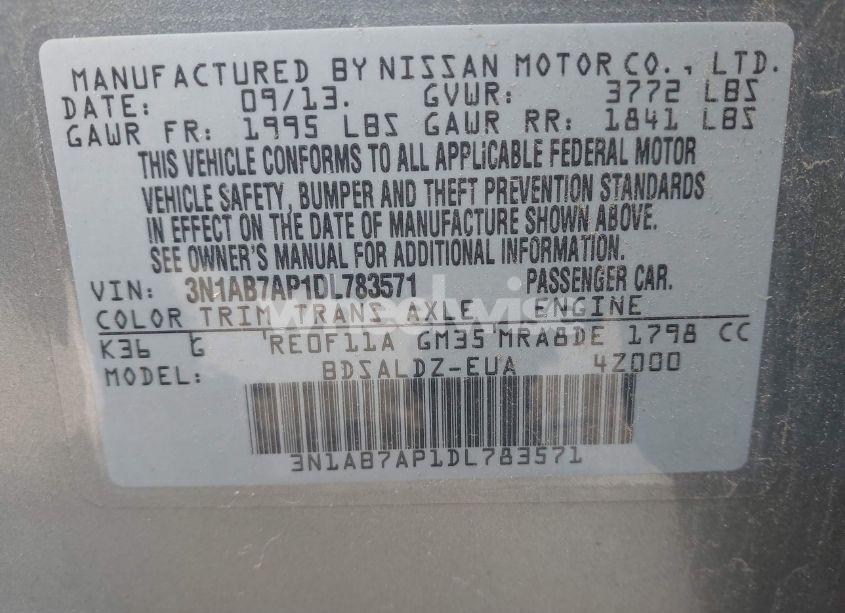 MANUFACTURED BY NISSAN MOTOR CO., LTD.
DATE: 09/13. GVWR: 3772 LBS
GAWR FR: 1995 LBS GAWR RR: 1841 LBS
THIS VEHICLE CONFORMS TO ALL APPLICABLE FEDERAL MOTOR
VEHICLE SAFETY, BUMPER AND THEFT PREVENTION STANDARDS
IN EFFECT ON THE DATE OF MANUFACTURE SHOWN ABOVE.
SEE OWNER'S MANUAL FOR ADDITIONAL INFORMATION.
VIN: 3N1AB7AP1DL783571 PASSENGER CAR.
COLOR TRIM TRANS AXLE ENGINE
K36 G RE0F11A GM35 MRA8DE 1798 CC
MODEL: BDSALDZ-EUA 4Z000
3N1AB7AP1DL783571